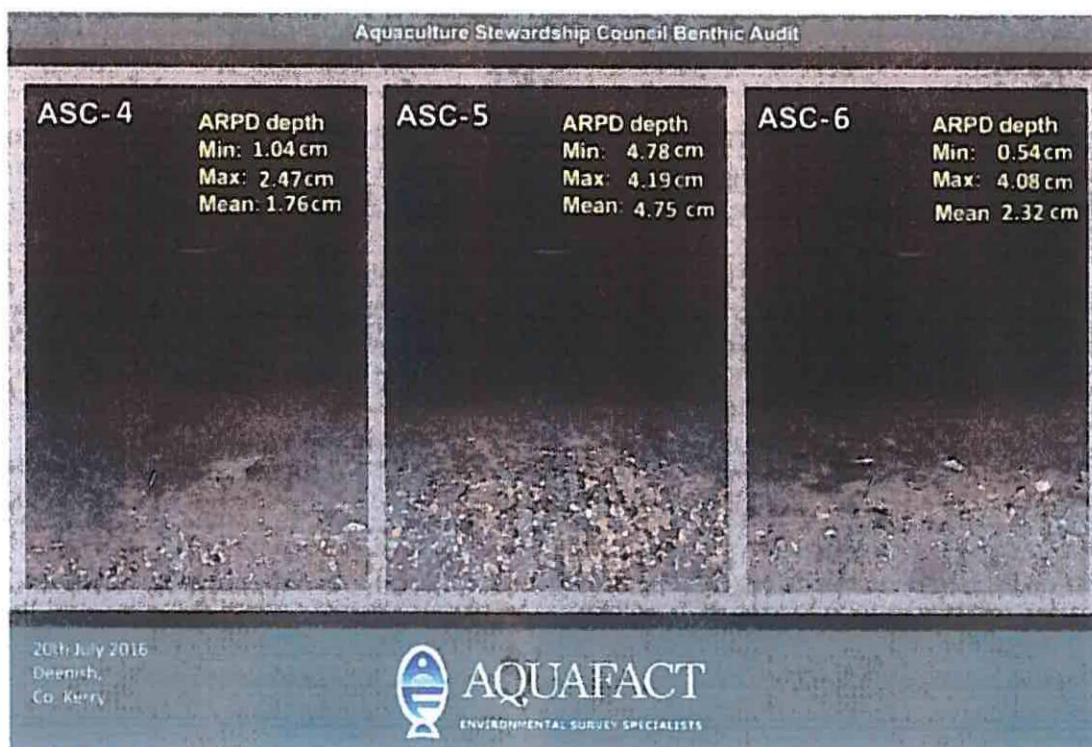 Aquaculture Stewardship Council Benthic Audit
ASC-4
ARPD depth
Min: 1.04 cm
Max: 2.47 cm
Mean: 1.76 cm
ASC-5
ARPD depth
Min: 4.78 cm
Max: 4.19 cm
Mean: 4.75 cm
ASC-6
ARPD depth
Min: 0.54 cm
Max: 4.08 cm
Mean 2.32 cm
20th July 2016
Deenish,
Co. Kerry
AQUAFACT
ENVIRONMENTAL SURVEY SPECIALISTS